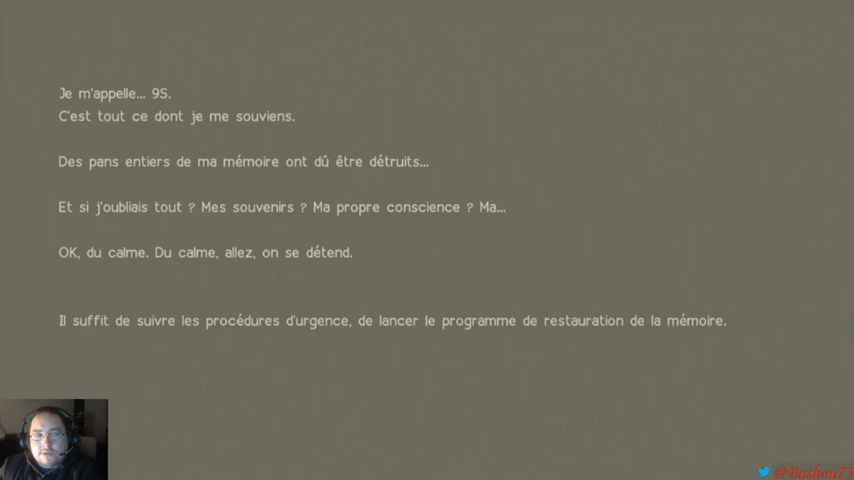 Je m'appelle... 9S.
C'est tout ce dont je me souviens.
Des pans entiers de ma mémoire ont dû être détruits...
Et si j'oubliais tout ? Mes souvenirs ? Ma propre conscience ? Ma...
OK, du calme. Du calme, allez, on se détend.
Il suffit de suivre les procédures d'urgence, de lancer le programme de restauration de la mémoire.
@Bashou73